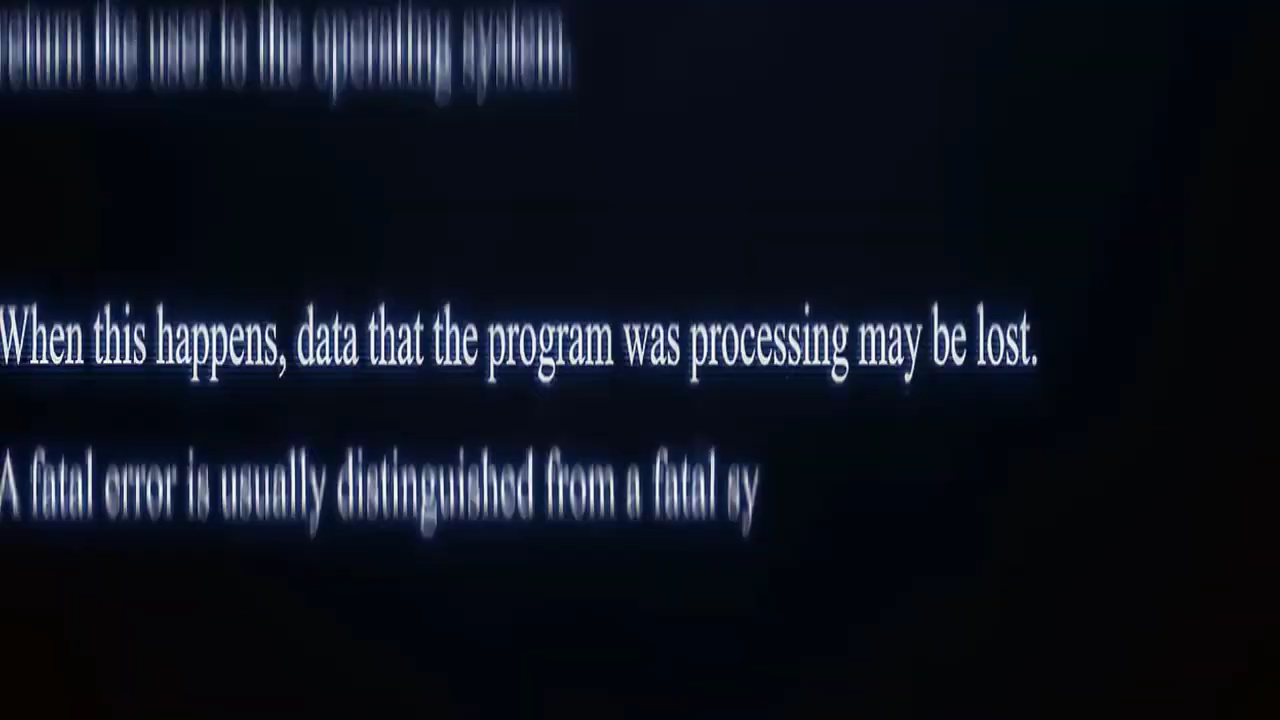 return the user to the operating system.
When this happens, data that the program was processing may be lost.
A fatal error is usually distinguished from a fatal sy